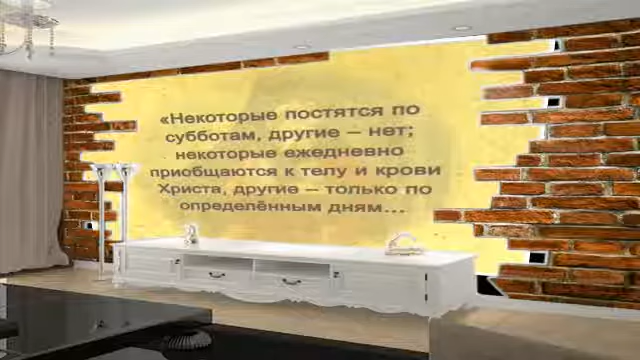 «Некоторые постятся по
субботам, другие – нет;
некоторые ежедневно
приобщаются к телу и крови
Христа, другие – только по
определённым дням...